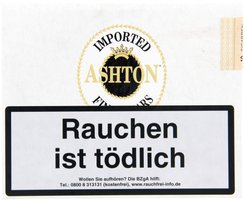 IMPORTED
ASHTON
Rauchen
ist tödlich
Wollen Sie aufhören? Die BZgA hilft:
Tel.: 0800 8 313131 (kostenfrei), www.rauchfrei-info.de